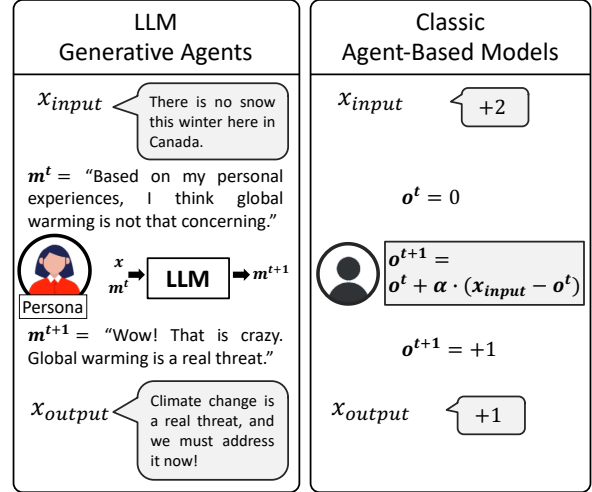 LLM
Generative Agents
x_input
There is no snow
this winter here in
Canada.
m^t = “Based on my personal
experiences, I think global
warming is not that concerning.”
Persona
x
m^t
LLM
m^{t+1}
m^{t+1} = “Wow! That is crazy.
Global warming is a real threat.”
x_output
Climate change is
a real threat, and
we must address
it now!
Classic
Agent-Based Models
x_input
+2
o^t = 0
o^{t+1} =
o^t + α · (x_input − o^t)
o^{t+1} = +1
x_output
+1